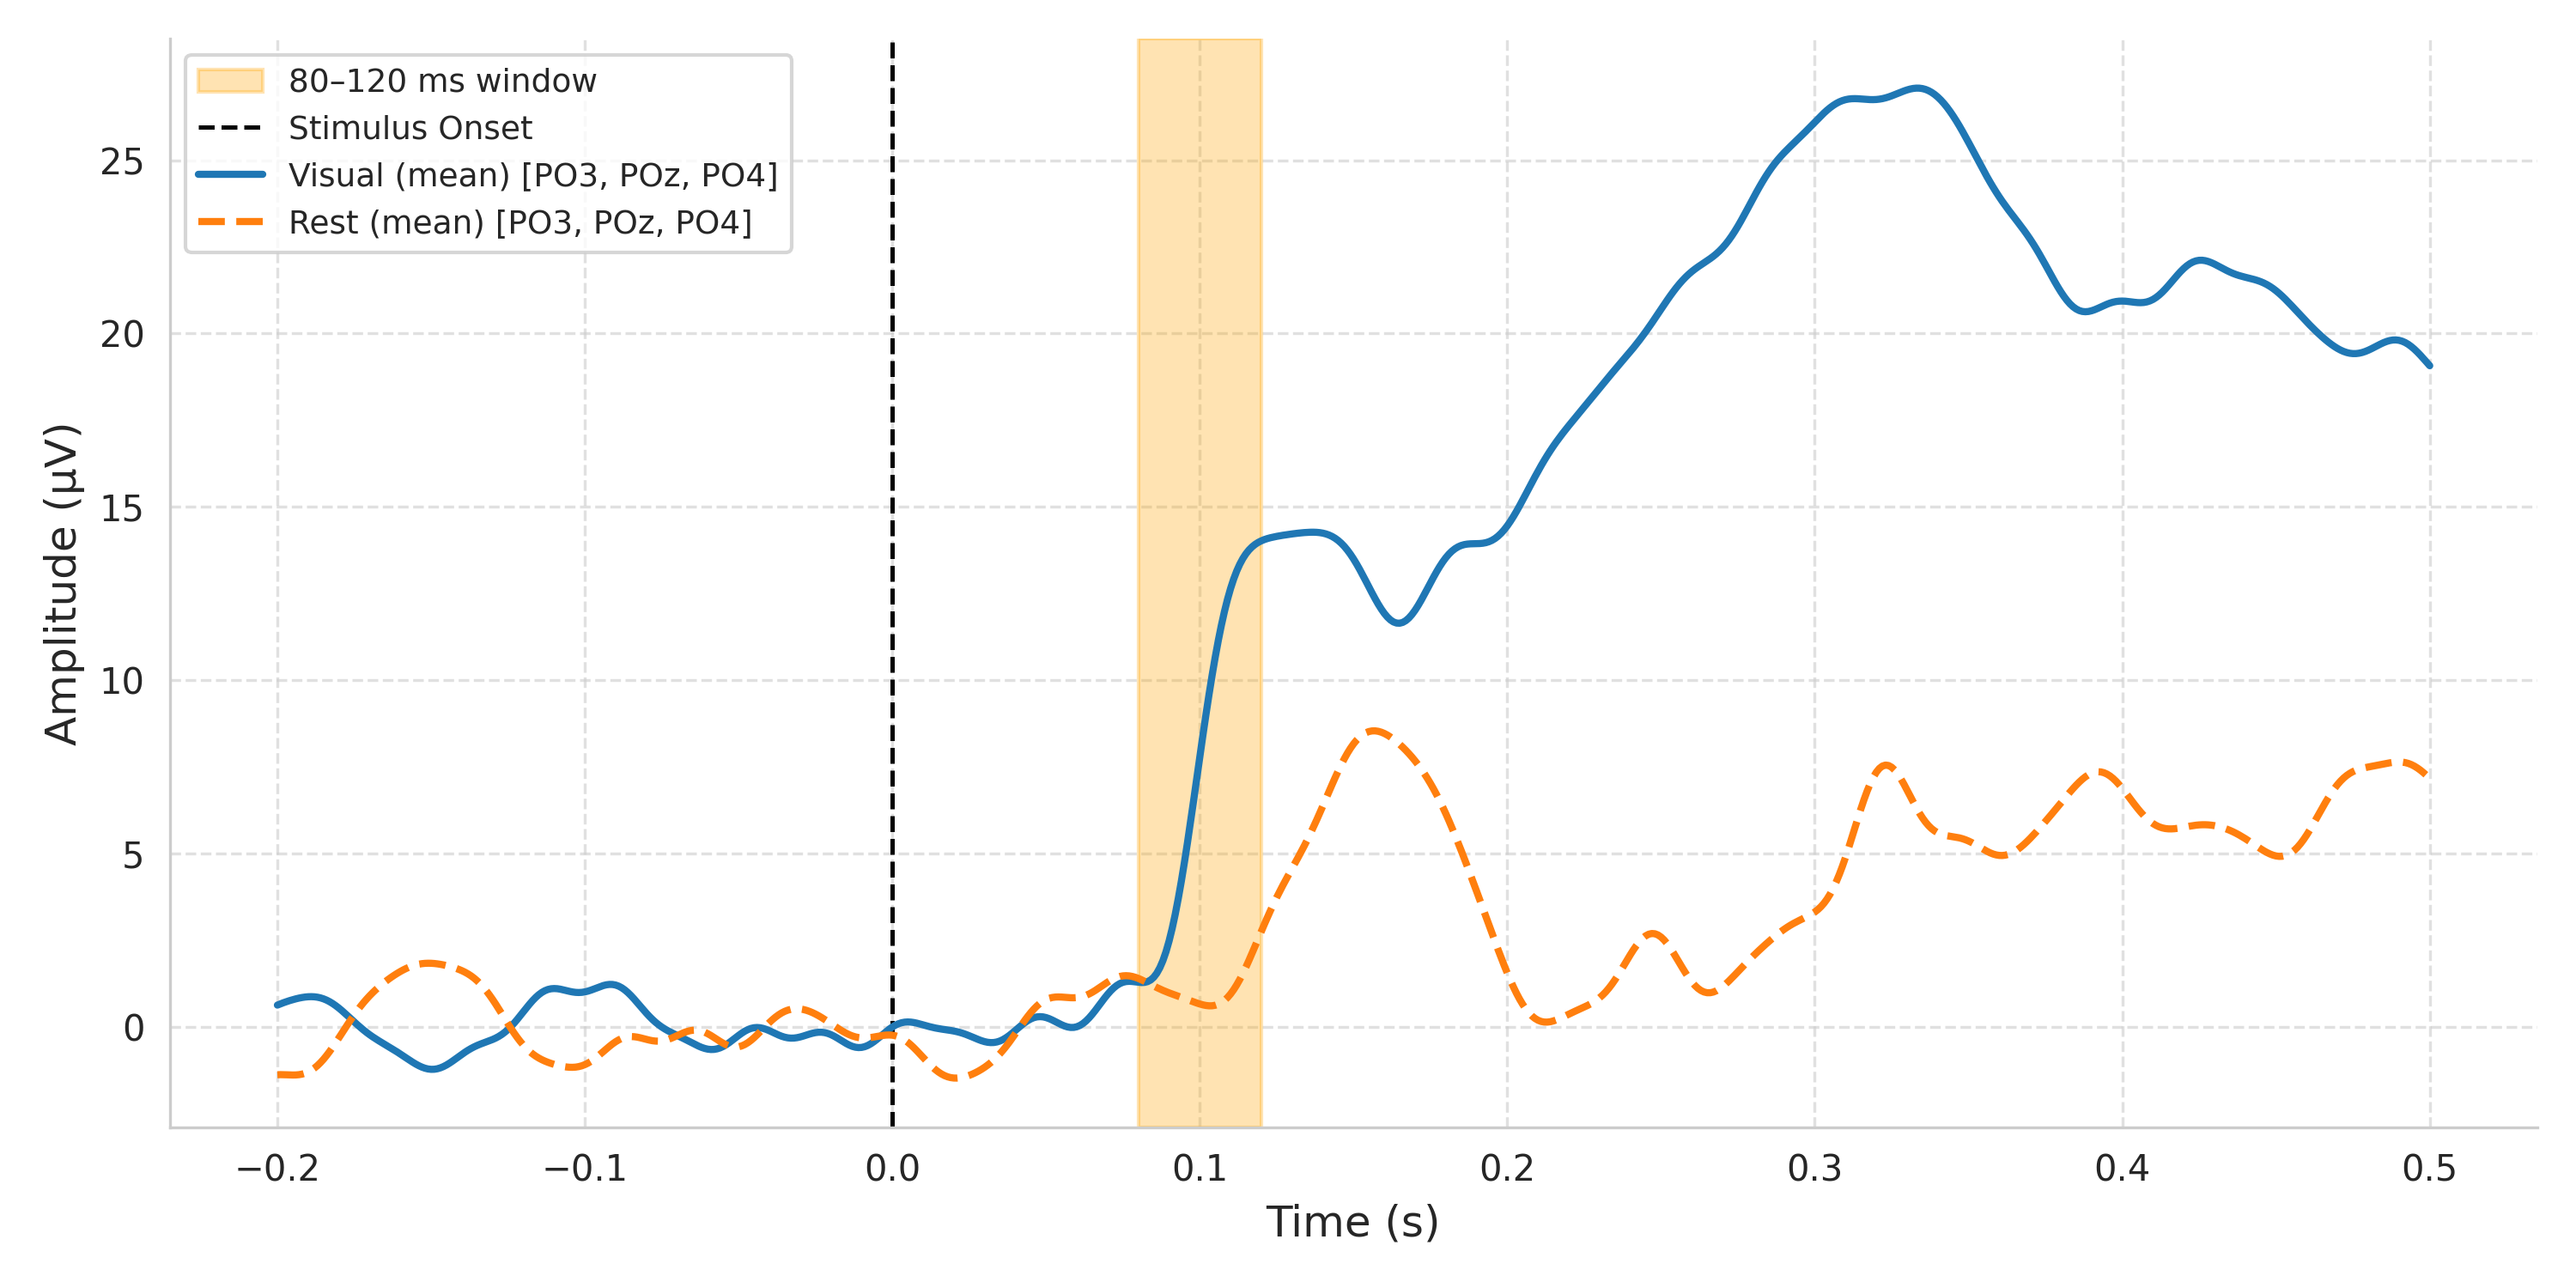 80–120 ms window
Stimulus Onset
Visual (mean) [PO3, POz, PO4]
Rest (mean) [PO3, POz, PO4]
Amplitude (µV)
25
20
15
10
5
0
−0.2 −0.1 0.0 0.1 0.2 0.3 0.4 0.5
Time (s)